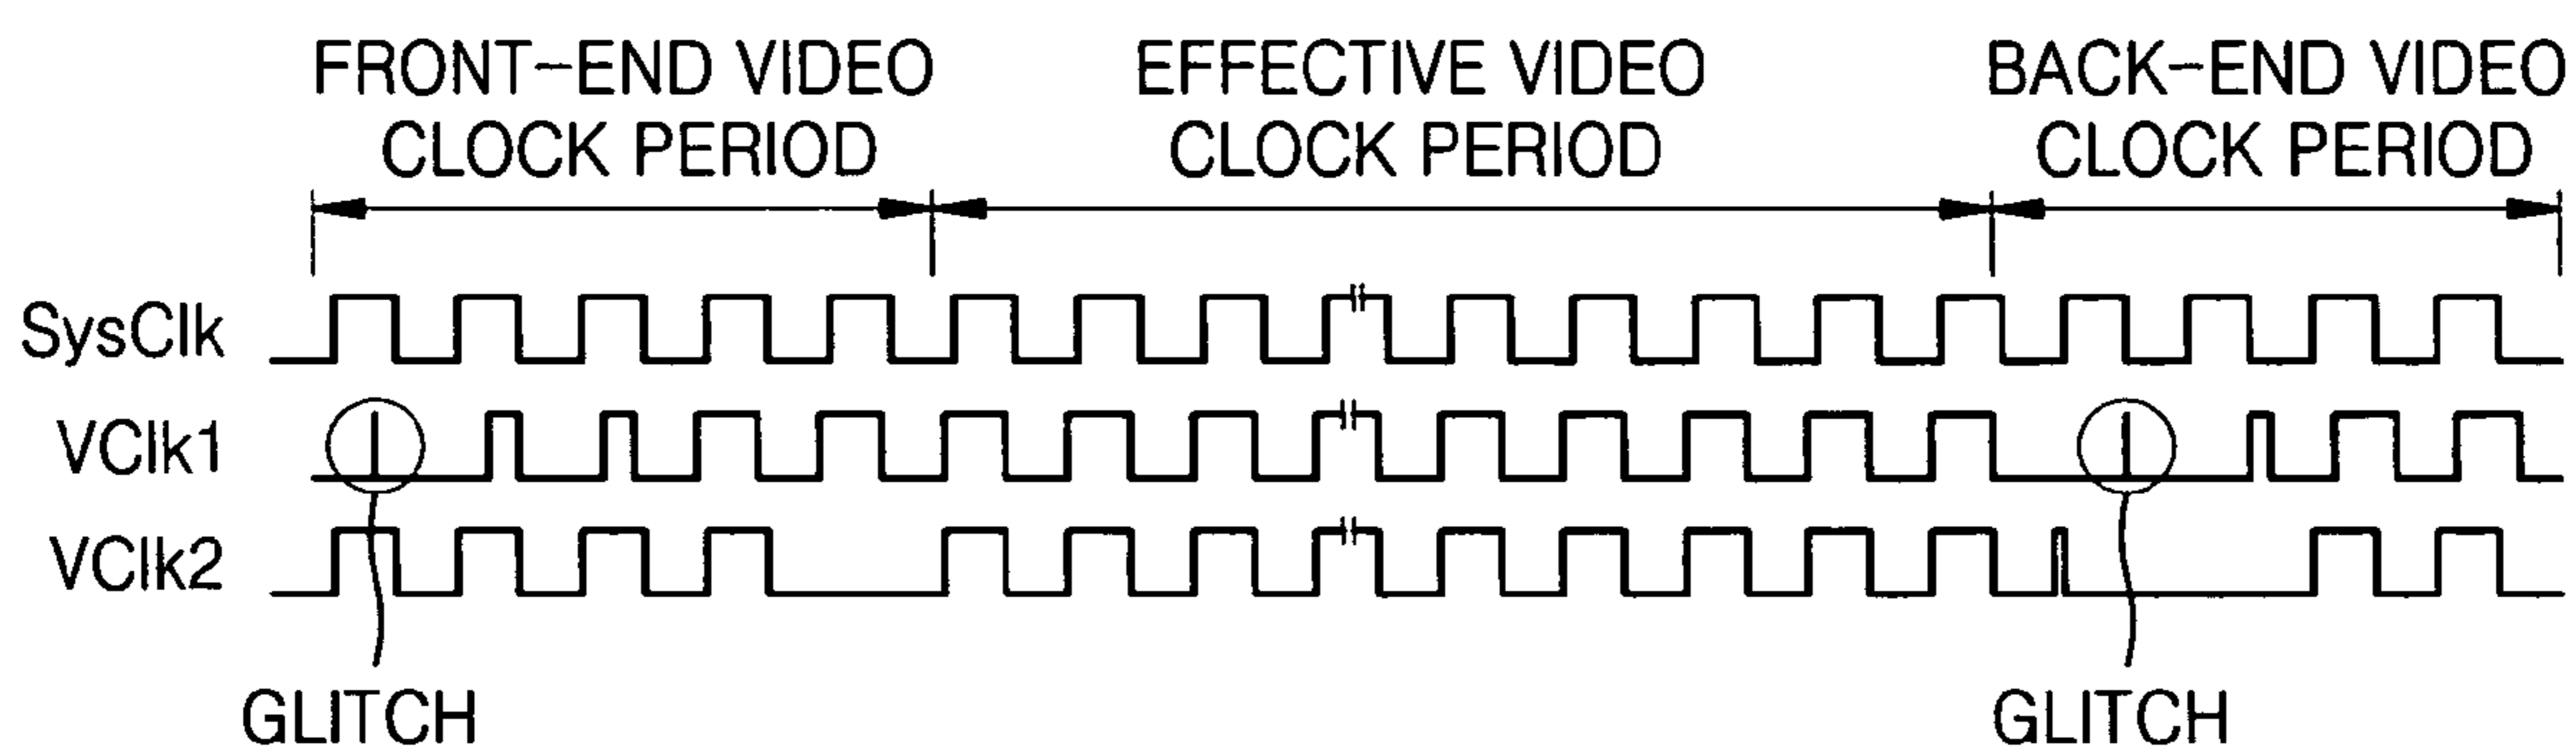 FRONT-END VIDEO
CLOCK PERIOD
EFFECTIVE VIDEO
CLOCK PERIOD
BACK-END VIDEO
CLOCK PERIOD
SysClk
VClk1
VClk2
GLITCH
GLITCH